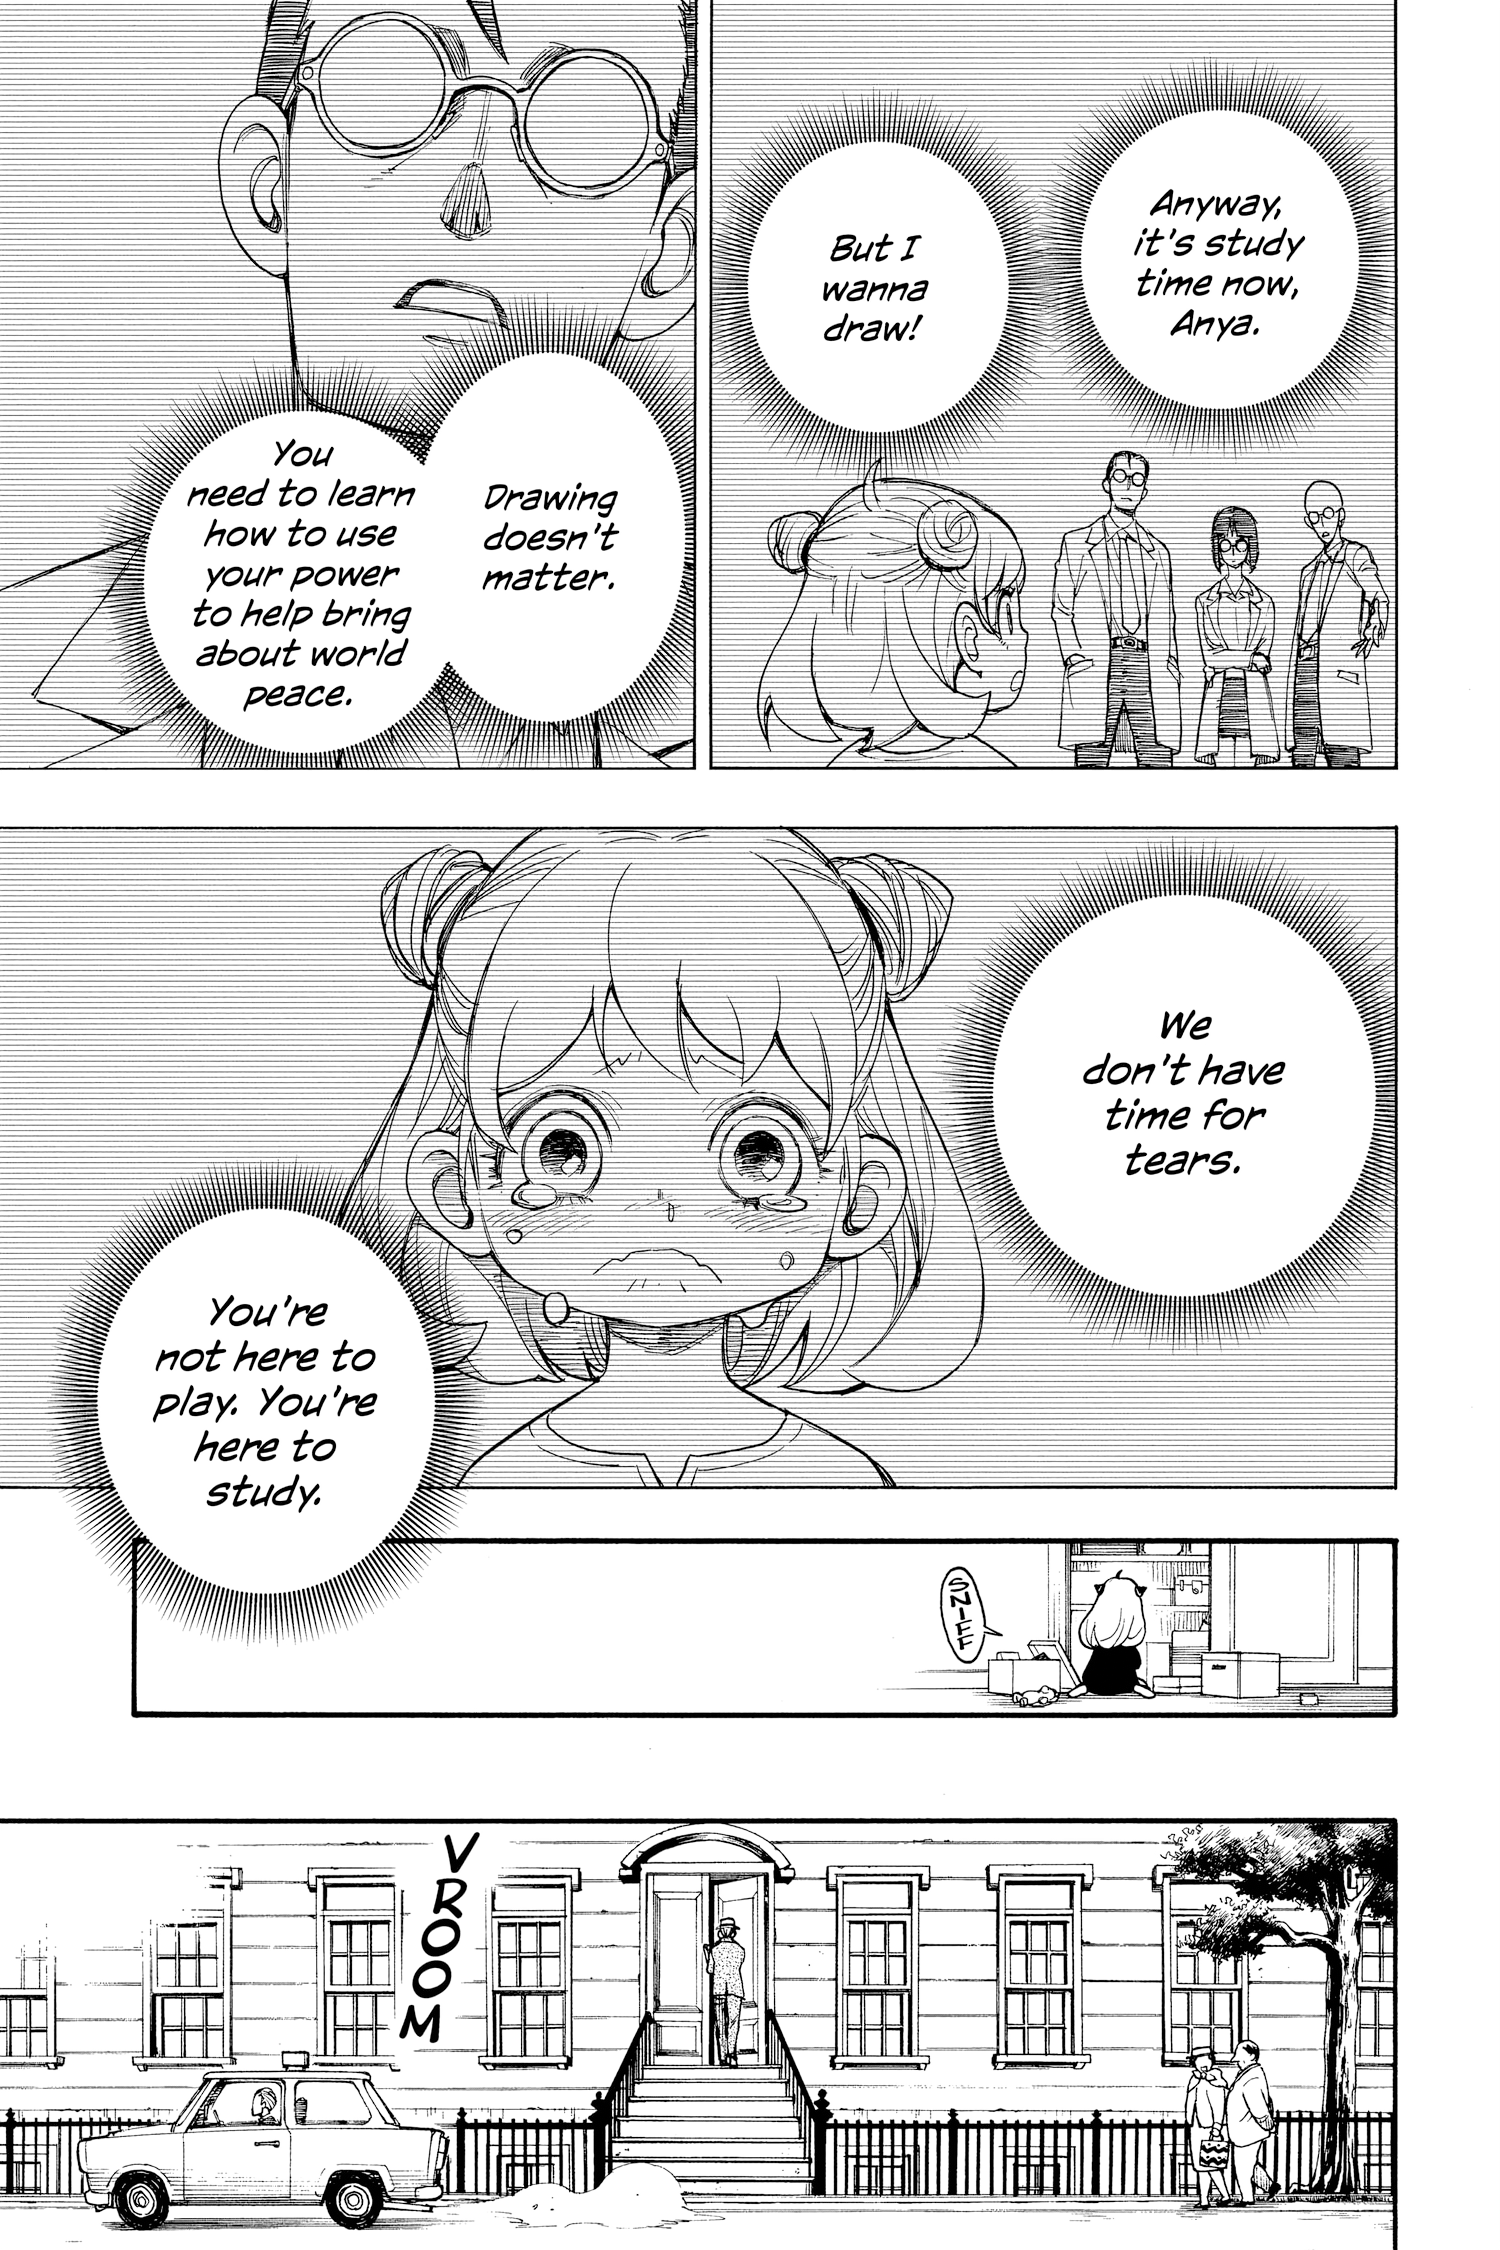 Anyway,
it's study
time now,
Anya.
But I
wanna
draw!
Drawing
doesn't
matter.
You
need to learn
how to use
your power
to help bring
about world
peace.
We
don't have
time for
tears.
You're
not here to
play. You're
here to
study.
SNIFF
VROOM